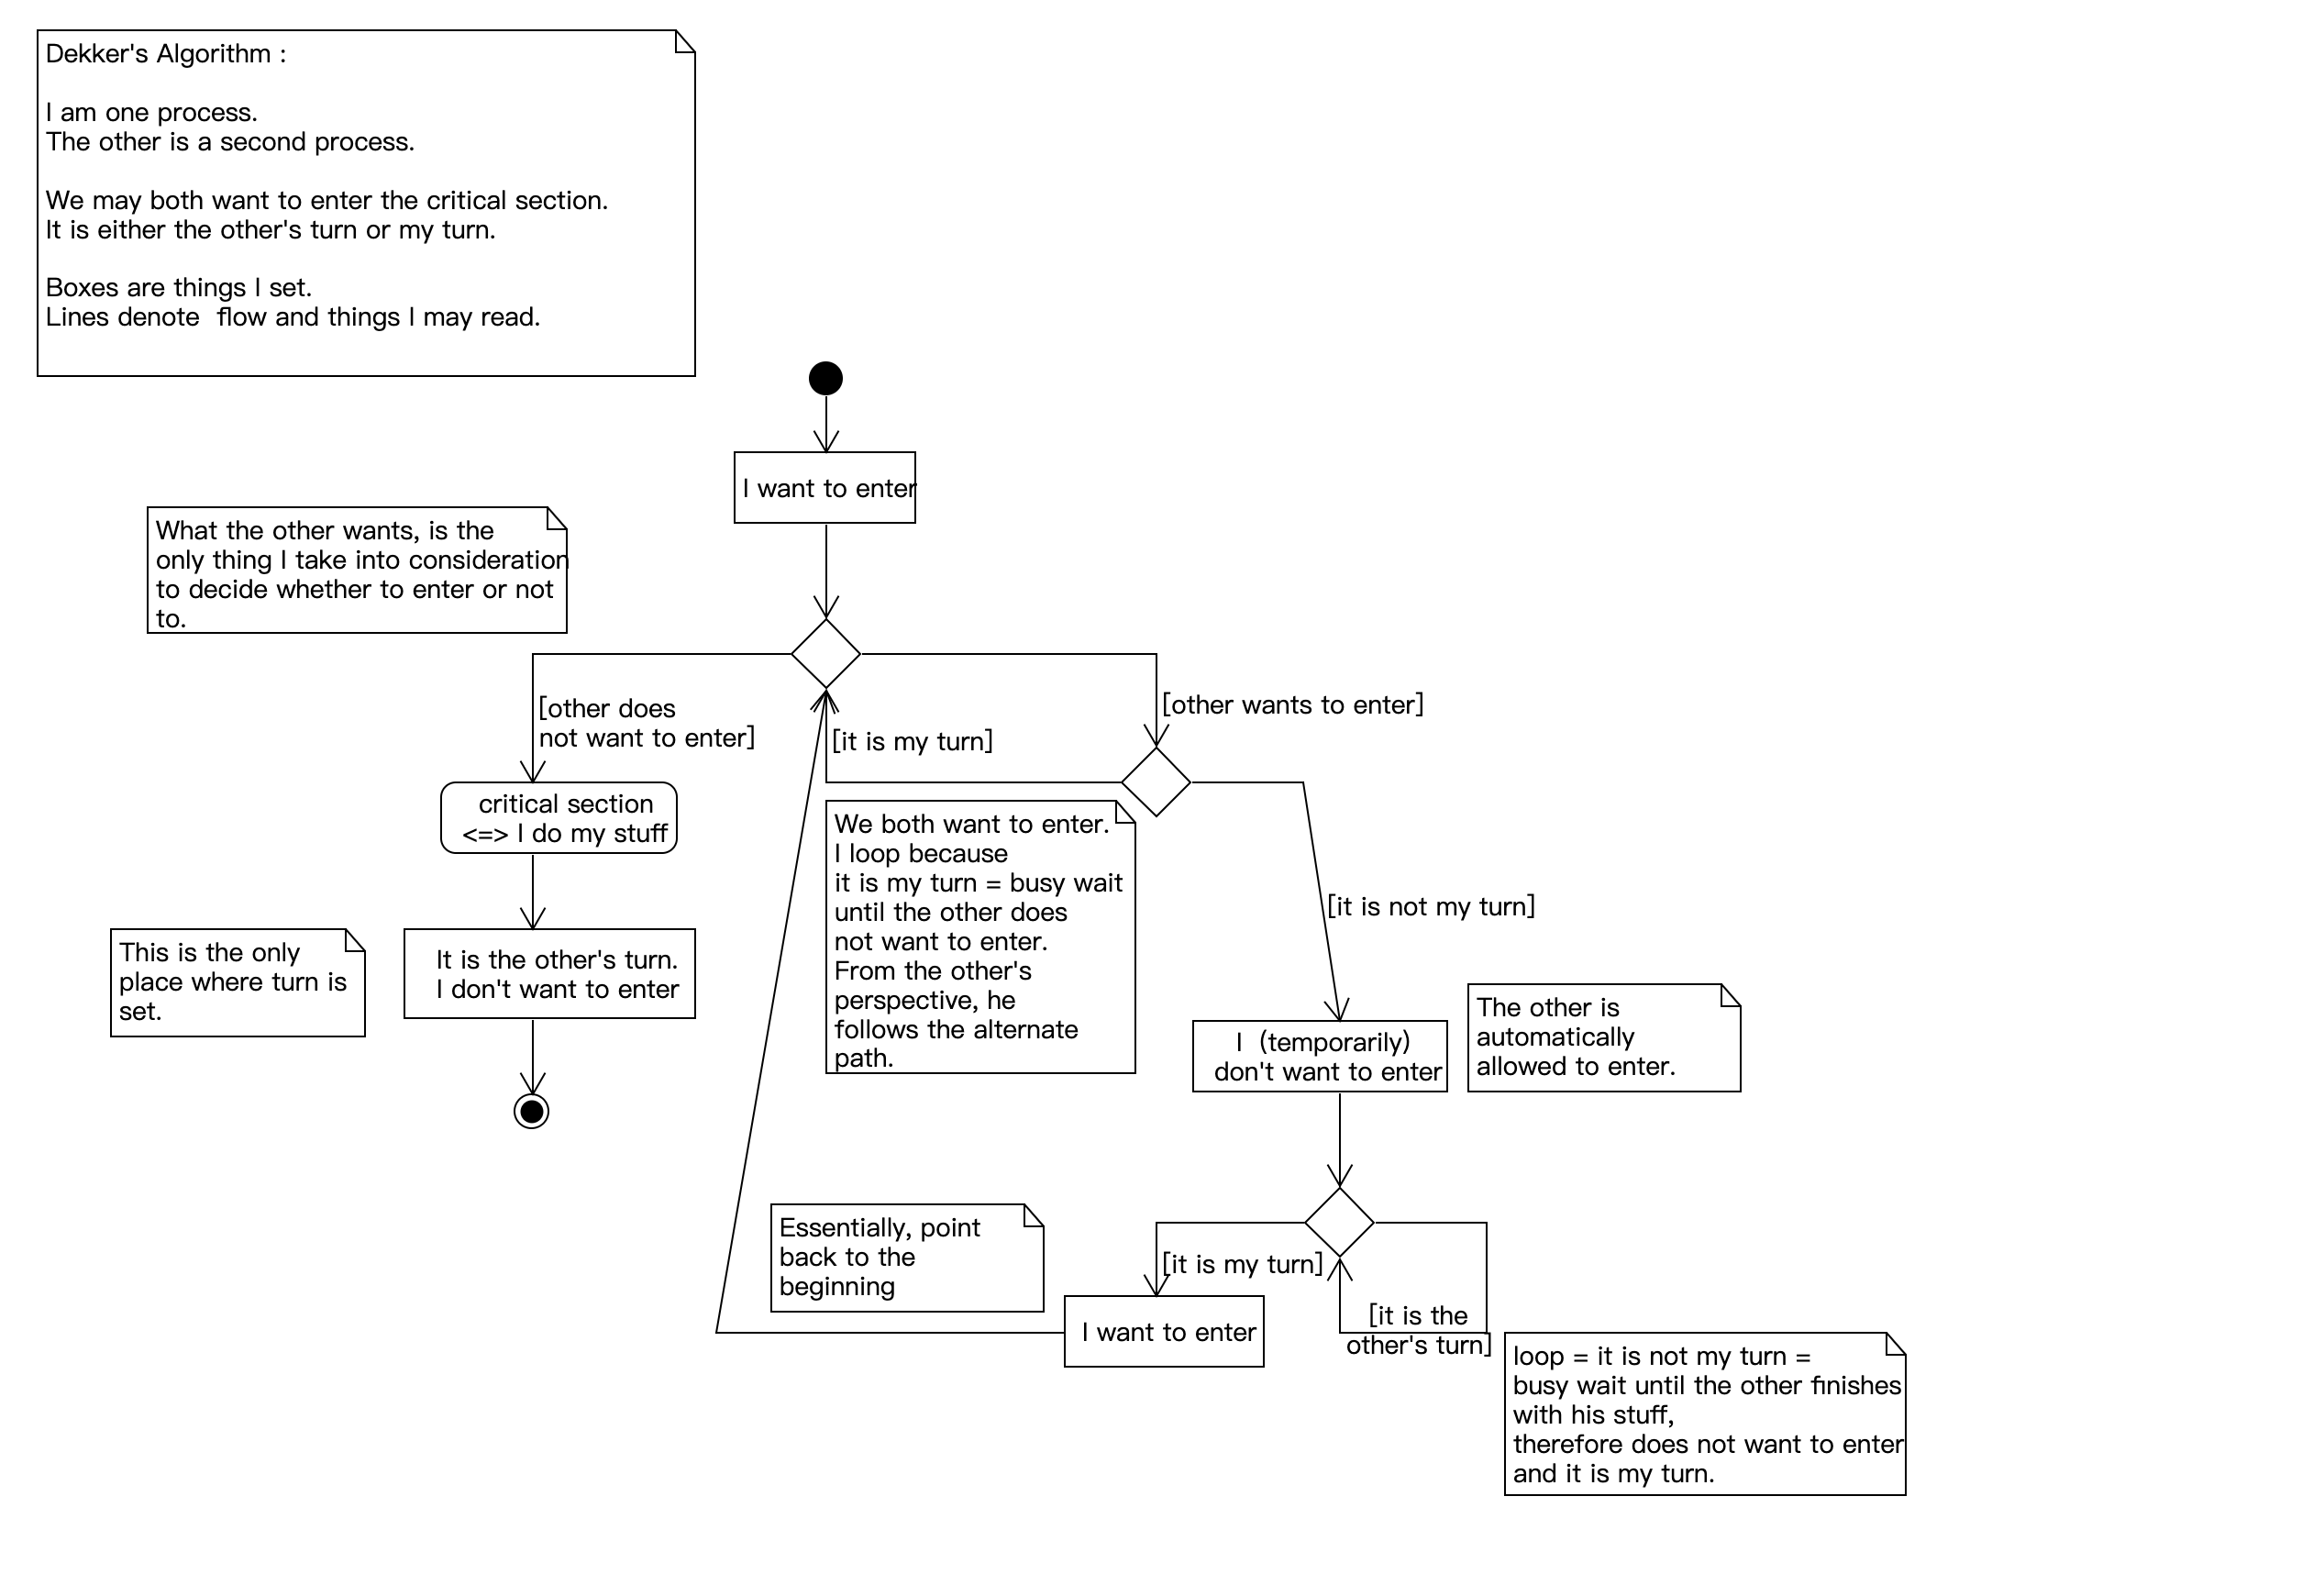 Dekker's Algorithm :
I am one process.
The other is a second process.
We may both want to enter the critical section.
It is either the other's turn or my turn.
Boxes are things I set.
Lines denote  flow and things I may read.
I want to enter
What the other wants, is the
only thing I take into consideration
to decide whether to enter or not
to.
[other does
not want to enter]
[it is my turn]
[other wants to enter]
critical section
<=> I do my stuff
We both want to enter.
I loop because
it is my turn = busy wait
until the other does
not want to enter.
From the other's
perspective, he
follows the alternate
path.
[it is not my turn]
This is the only
place where turn is
set.
It is the other's turn.
I don't want to enter
I  (temporarily)
don't want to enter
The other is
automatically
allowed to enter.
Essentially, point
back to the
beginning
[it is my turn]
I want to enter
[it is the
other's turn]
loop = it is not my turn =
busy wait until the other finishes
with his stuff,
therefore does not want to enter
and it is my turn.